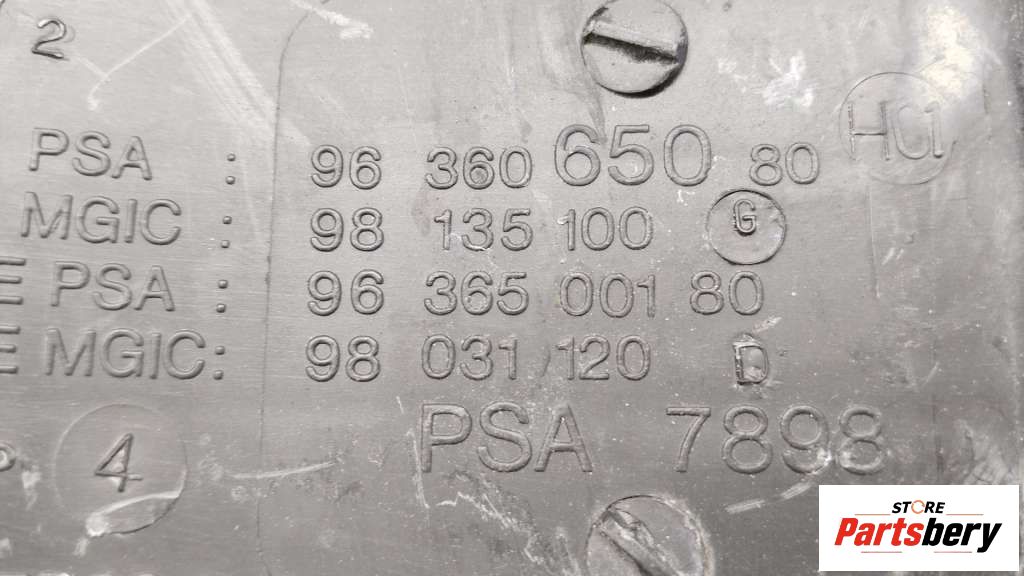 2
PSA : 96 360 650 80
HC1
MGIC : 98 135 100 G
E PSA : 96 365 001 80
E MGIC: 98 031 120 D
PSA 7898
P 4
STORE
Partsbery